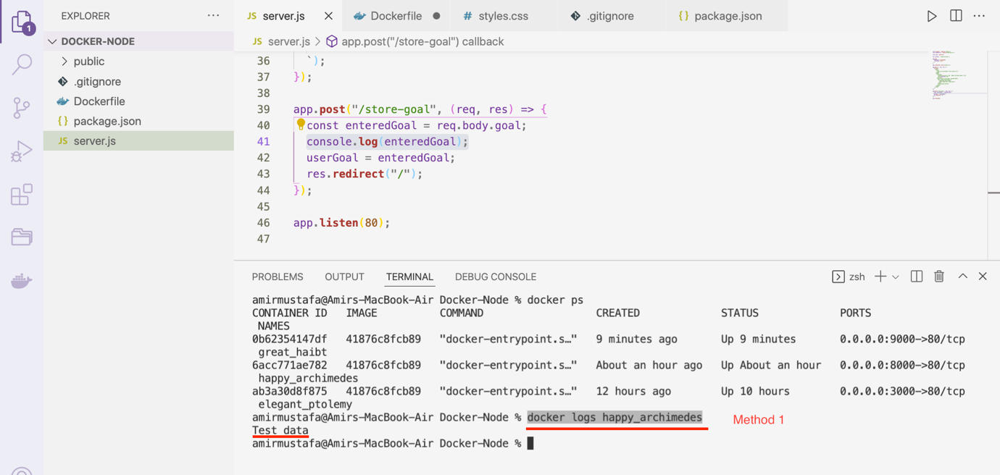 1
EXPLORER ...
DOCKER-NODE
public
.gitignore
Dockerfile
{} package.json
JS server.js
JS server.js
Dockerfile
# styles.css
.gitignore
{} package.json
...
JS server.js > app.post("/store-goal") callback
36 `);
37 });
38
39 app.post("/store-goal", (req, res) => {
40 const enteredGoal = req.body.goal;
41 console.log(enteredGoal);
42 userGoal = enteredGoal;
43 res.redirect("/");
44 });
45
46 app.listen(80);
47
PROBLEMS OUTPUT TERMINAL DEBUG CONSOLE zsh
amirmustafa@Amirs-MacBook-Air Docker-Node % docker ps
CONTAINER ID IMAGE COMMAND CREATED STATUS PORTS
NAMES
0b62354147df 41876c8fcb89 "docker-entrypoint.s…" 9 minutes ago Up 9 minutes 0.0.0.0:9000->80/tcp
great_haibt
6acc771ae782 41876c8fcb89 "docker-entrypoint.s…" About an hour ago Up About an hour 0.0.0.0:8000->80/tcp
happy_archimedes
ab3a30d8f875 41876c8fcb89 "docker-entrypoint.s…" 12 hours ago Up 10 hours 0.0.0.0:3000->80/tcp
elegant_ptolemy
amirmustafa@Amirs-MacBook-Air Docker-Node % docker logs happy_archimedes Method 1
Test data
amirmustafa@Amirs-MacBook-Air Docker-Node %